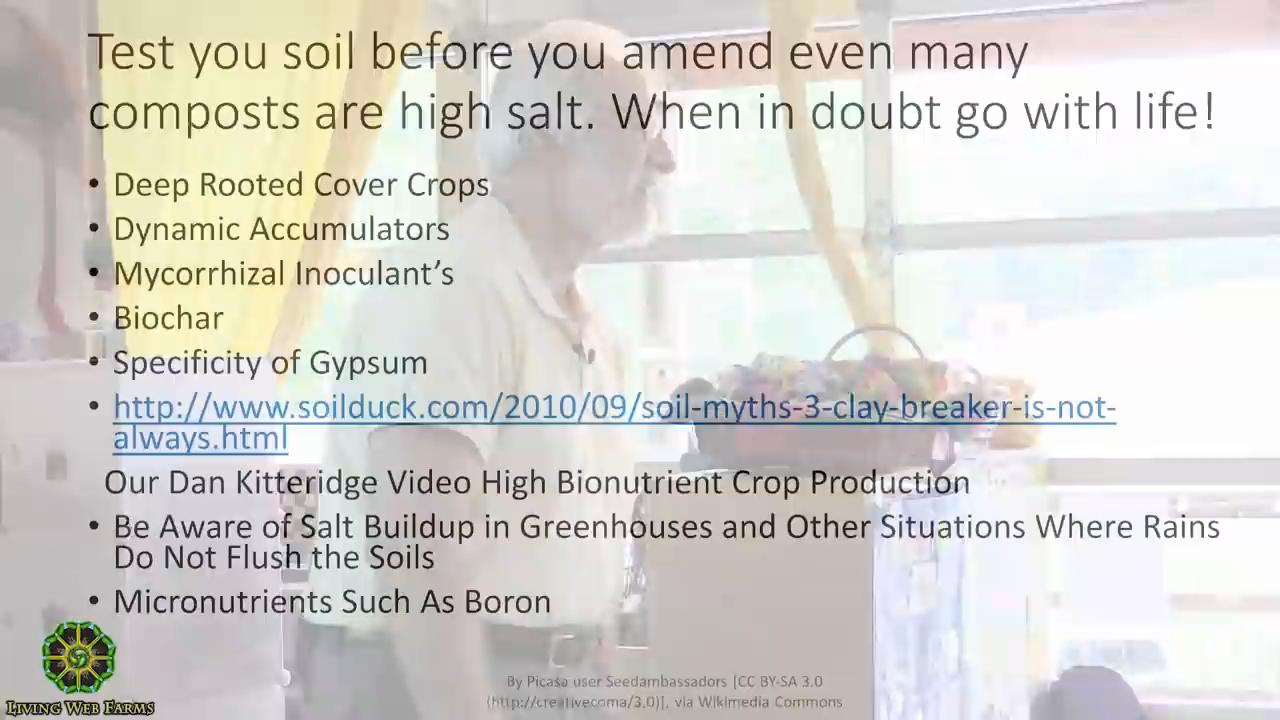 Test you soil before you amend even many
composts are high salt. When in doubt go with life!
• Deep Rooted Cover Crops
• Dynamic Accumulators
• Mycorrhizal Inoculant's
• Biochar
• Specificity of Gypsum
• http://www.soilduck.com/2010/09/soil-myths-3-clay-breaker-is-not-
always.html
Our Dan Kitteridge Video High Bionutrient Crop Production
• Be Aware of Salt Buildup in Greenhouses and Other Situations Where Rains
Do Not Flush the Soils
• Micronutrients Such As Boron
By Picasa user Seedambassadors [CC BY-SA 3.0
(http://creativecoma/3.0)], via Wikimedia Commons
Living Web Farms